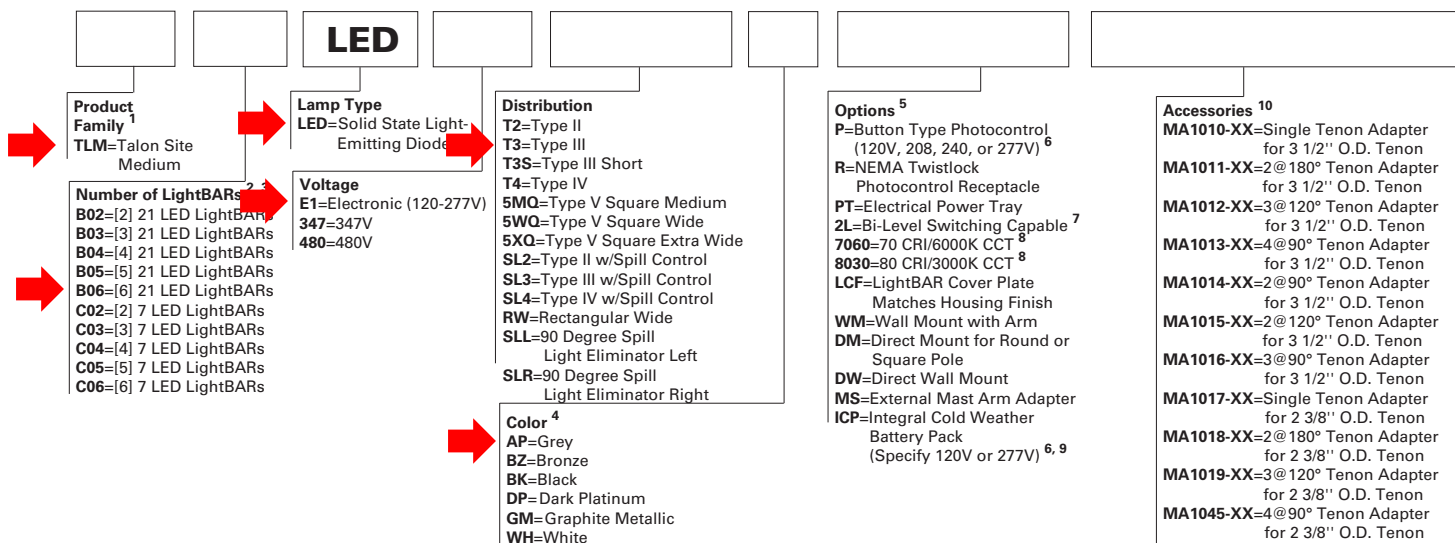 LED
Product
Family 1
TLM=Talon Site
Medium
Number of LightBARs 2, 3
B02=[2] 21 LED LightBARs
B03=[3] 21 LED LightBARs
B04=[4] 21 LED LightBARs
B05=[5] 21 LED LightBARs
B06=[6] 21 LED LightBARs
C02=[2] 7 LED LightBARs
C03=[3] 7 LED LightBARs
C04=[4] 7 LED LightBARs
C05=[5] 7 LED LightBARs
C06=[6] 7 LED LightBARs
Lamp Type
LED=Solid State Light-
Emitting Diode
Voltage
E1=Electronic (120-277V)
347=347V
480=480V
Distribution
T2=Type II
T3=Type III
T3S=Type III Short
T4=Type IV
5MQ=Type V Square Medium
5WQ=Type V Square Wide
5XQ=Type V Square Extra Wide
SL2=Type II w/Spill Control
SL3=Type III w/Spill Control
SL4=Type IV w/Spill Control
RW=Rectangular Wide
SLL=90 Degree Spill
Light Eliminator Left
SLR=90 Degree Spill
Light Eliminator Right
Color 4
AP=Grey
BZ=Bronze
BK=Black
DP=Dark Platinum
GM=Graphite Metallic
WH=White
Options 5
P=Button Type Photocontrol
(120V, 208, 240, or 277V) 6
R=NEMA Twistlock
Photocontrol Receptacle
PT=Electrical Power Tray
2L=Bi-Level Switching Capable 7
7060=70 CRI/6000K CCT 8
8030=80 CRI/3000K CCT 8
LCF=LightBAR Cover Plate
Matches Housing Finish
WM=Wall Mount with Arm
DM=Direct Mount for Round or
Square Pole
DW=Direct Wall Mount
MS=External Mast Arm Adapter
ICP=Integral Cold Weather
Battery Pack
(Specify 120V or 277V) 6, 9
Accessories 10
MA1010-XX=Single Tenon Adapter
for 3 1/2'' O.D. Tenon
MA1011-XX=2@180° Tenon Adapter
for 3 1/2'' O.D. Tenon
MA1012-XX=3@120° Tenon Adapter
for 3 1/2'' O.D. Tenon
MA1013-XX=4@90° Tenon Adapter
for 3 1/2'' O.D. Tenon
MA1014-XX=2@90° Tenon Adapter
for 3 1/2'' O.D. Tenon
MA1015-XX=2@120° Tenon Adapter
for 3 1/2'' O.D. Tenon
MA1016-XX=3@90° Tenon Adapter
for 3 1/2'' O.D. Tenon
MA1017-XX=Single Tenon Adapter
for 2 3/8'' O.D. Tenon
MA1018-XX=2@180° Tenon Adapter
for 2 3/8'' O.D. Tenon
MA1019-XX=3@120° Tenon Adapter
for 2 3/8'' O.D. Tenon
MA1045-XX=4@90° Tenon Adapter
for 2 3/8'' O.D. Tenon